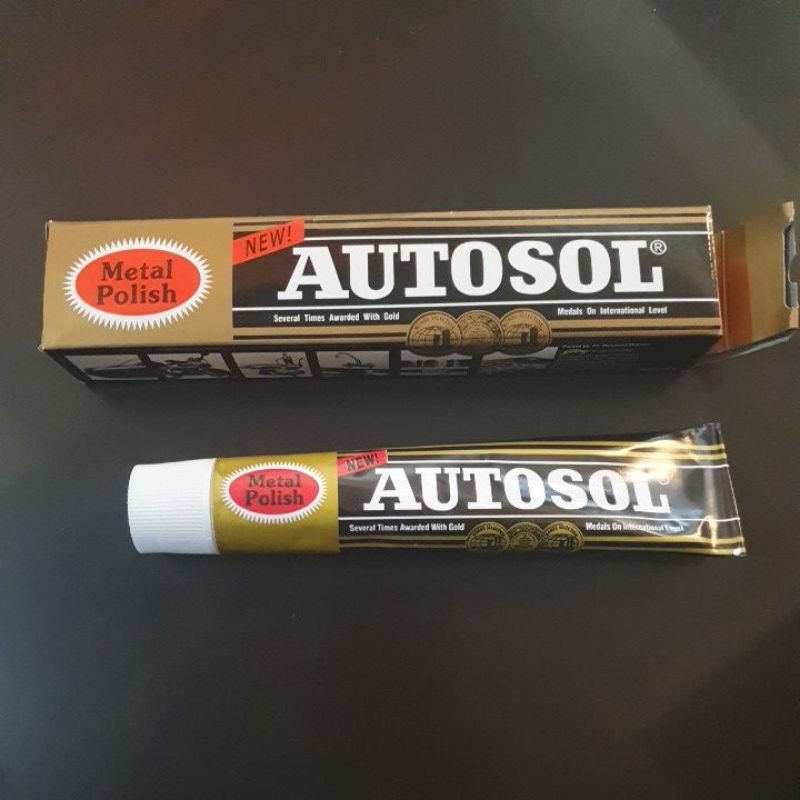 Metal
Polish
NEW!
AUTOSOL®
Several Times Awarded With Gold
Medals On International Level
Metal
Polish
NEW!
AUTOSOL®
Several Times Awarded With Gold
Medals On International Level